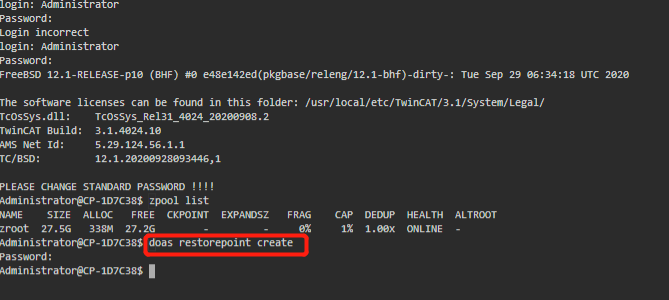 login: Administrator
Password:
Login incorrect
login: Administrator
Password:
FreeBSD 12.1-RELEASE-p10 (BHF) #0 e48e142ed(pkgbase/releng/12.1-bhf)-dirty-: Tue Sep 29 06:34:18 UTC 2020
The software licenses can be found in this folder: /usr/local/etc/TwinCAT/3.1/System/Legal/
TcOsSys.dll: TcOsSys_Rel31_4024_20200908.2
TwinCAT Build: 3.1.4024.10
AMS Net Id: 5.29.124.56.1.1
TC/BSD: 12.1.20200928093446,1
PLEASE CHANGE STANDARD PASSWORD !!!!
Administrator@CP-1D7C38$ zpool list
NAME SIZE ALLOC FREE CKPOINT EXPANDSZ FRAG CAP DEDUP HEALTH ALTROOT
zroot 27.5G 338M 27.2G - - 0% 1% 1.00x ONLINE -
Administrator@CP-1D7C38$ doas restorepoint create
Password:
Administrator@CP-1D7C38$